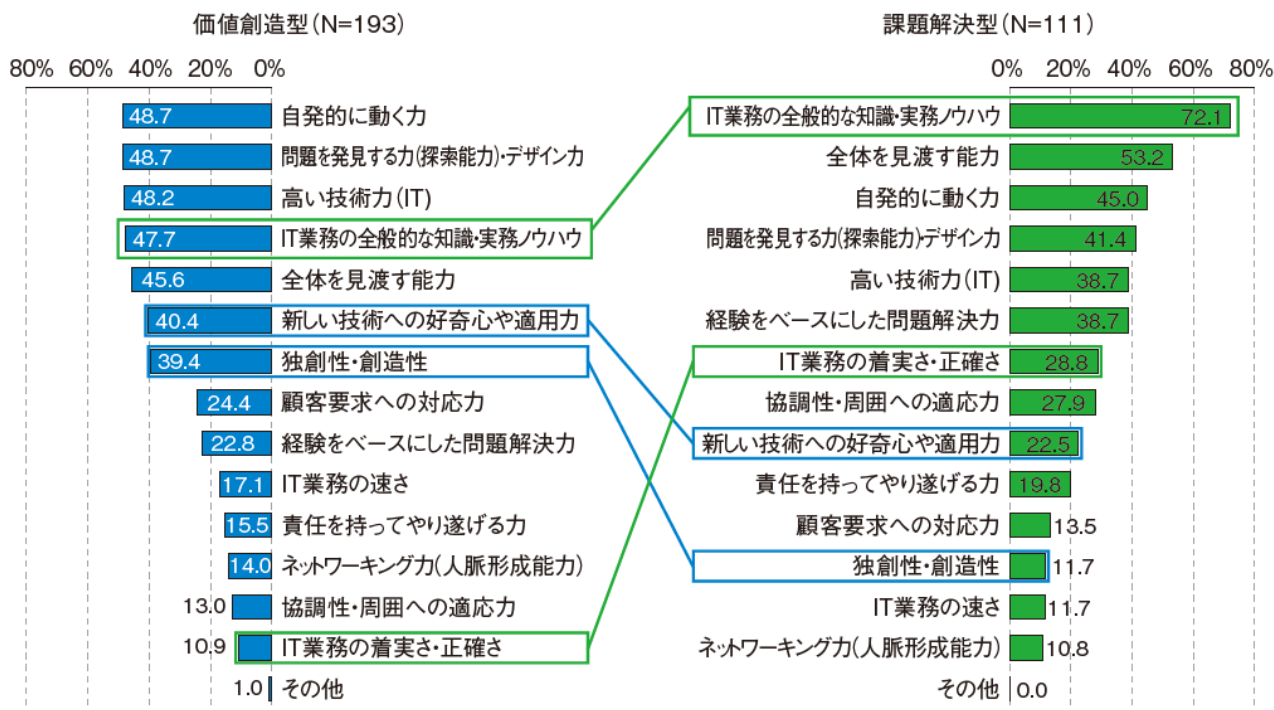 価値創造型(N=193)
80% 60% 40% 20% 0%
48.7 自発的に動く力
48.7 問題を発見する力(探索能力)・デザイン力
48.2 高い技術力(IT)
47.7 IT業務の全般的な知識・実務ノウハウ
45.6 全体を見渡す能力
40.4 新しい技術への好奇心や適用力
39.4 独創性・創造性
24.4 顧客要求への対応力
22.8 経験をベースにした問題解決力
17.1 IT業務の速さ
15.5 責任を持ってやり遂げる力
14.0 ネットワーキング力(人脈形成能力)
13.0 協調性・周囲への適応力
10.9 IT業務の着実さ・正確さ
1.0 その他
課題解決型(N=111)
0% 20% 40% 60% 80%
IT業務の全般的な知識・実務ノウハウ 72.1
全体を見渡す能力 53.2
自発的に動く力 45.0
問題を発見する力(探索能力)・デザイン力 41.4
高い技術力(IT) 38.7
経験をベースにした問題解決力 38.7
IT業務の着実さ・正確さ 28.8
協調性・周囲への適応力 27.9
新しい技術への好奇心や適用力 22.5
責任を持ってやり遂げる力 19.8
顧客要求への対応力 13.5
独創性・創造性 11.7
IT業務の速さ 11.7
ネットワーキング力(人脈形成能力) 10.8
その他 0.0